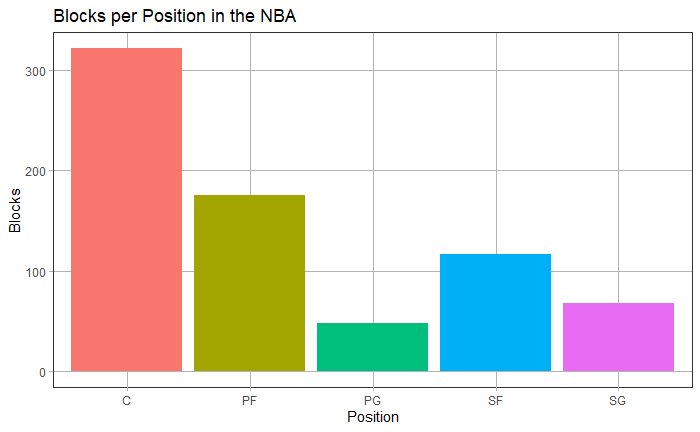 Blocks per Position in the NBA
Blocks
300
200
100
0
C PF PG SF SG
Position